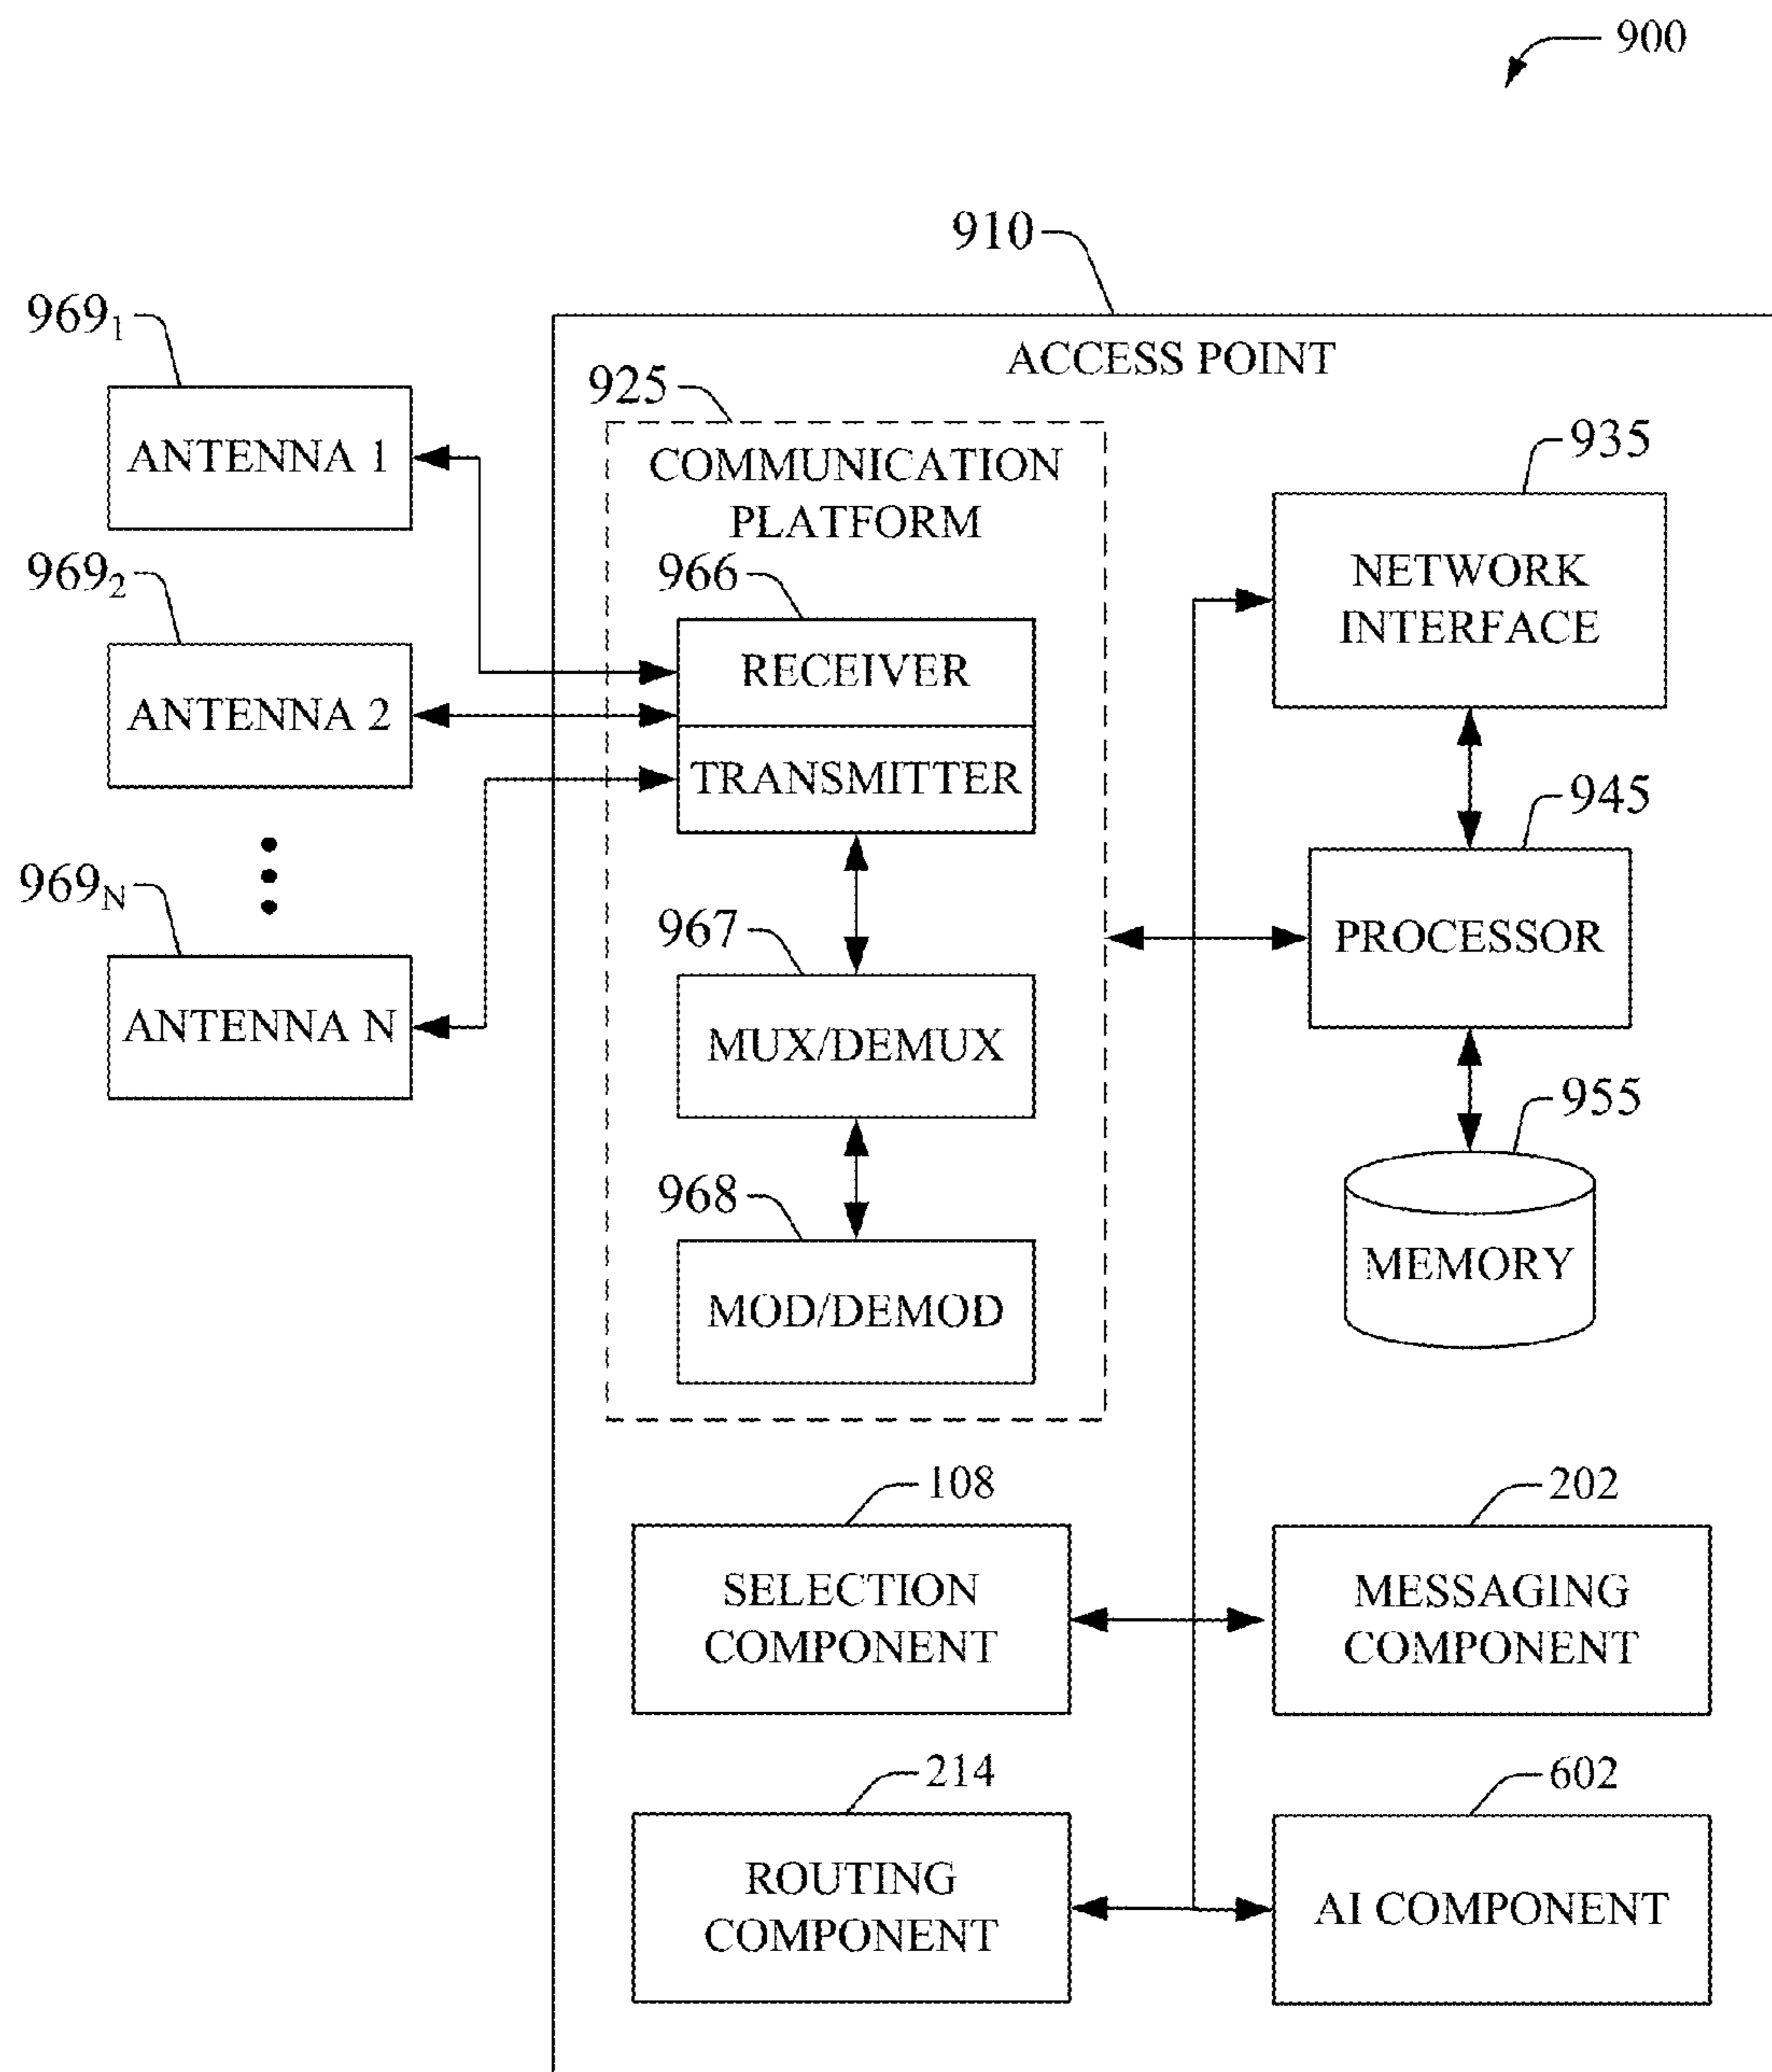 900
910
ACCESS POINT
969₁
ANTENNA 1
969₂
ANTENNA 2
969N
ANTENNA N
925
COMMUNICATION
PLATFORM
966
RECEIVER
TRANSMITTER
967
MUX/DEMUX
968
MOD/DEMOD
935
NETWORK
INTERFACE
945
PROCESSOR
955
MEMORY
108
SELECTION
COMPONENT
202
MESSAGING
COMPONENT
214
ROUTING
COMPONENT
602
AI COMPONENT